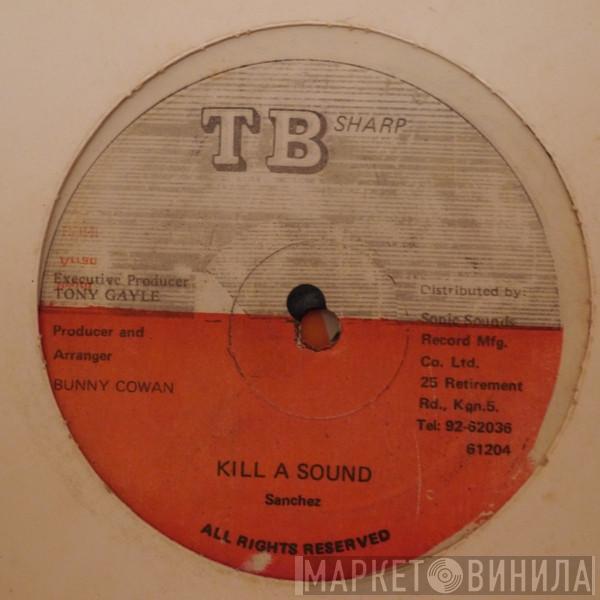 TB SHARP
Executive Producer
TONY GAYLE
Producer and
Arranger
BUNNY COWAN
Distributed by:
Sonic Sounds
Record Mfg.
Co. Ltd.
25 Retirement
Rd., Kgn.5.
Tel: 92-62036
61204
KILL A SOUND
Sanchez
ALL RIGHTS RESERVED
МАРКЕТ ВИНИЛА